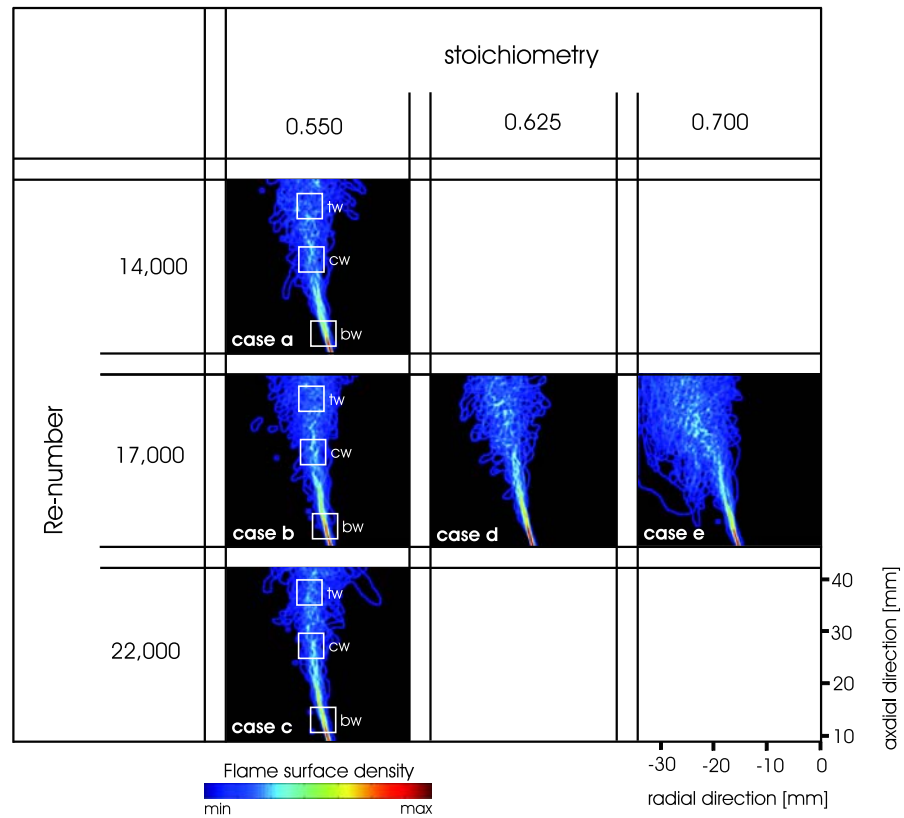 stoichiometry
0.550 0.625 0.700
tw
14,000
cw
case a
bw
Re-number
17,000
tw
cw
case b
bw
case d
case e
22,000
tw
cw
case c
bw
40
30
20
10
axdial direction [mm]
-30 -20 -10 0
radial direction [mm]
Flame surface density
min max